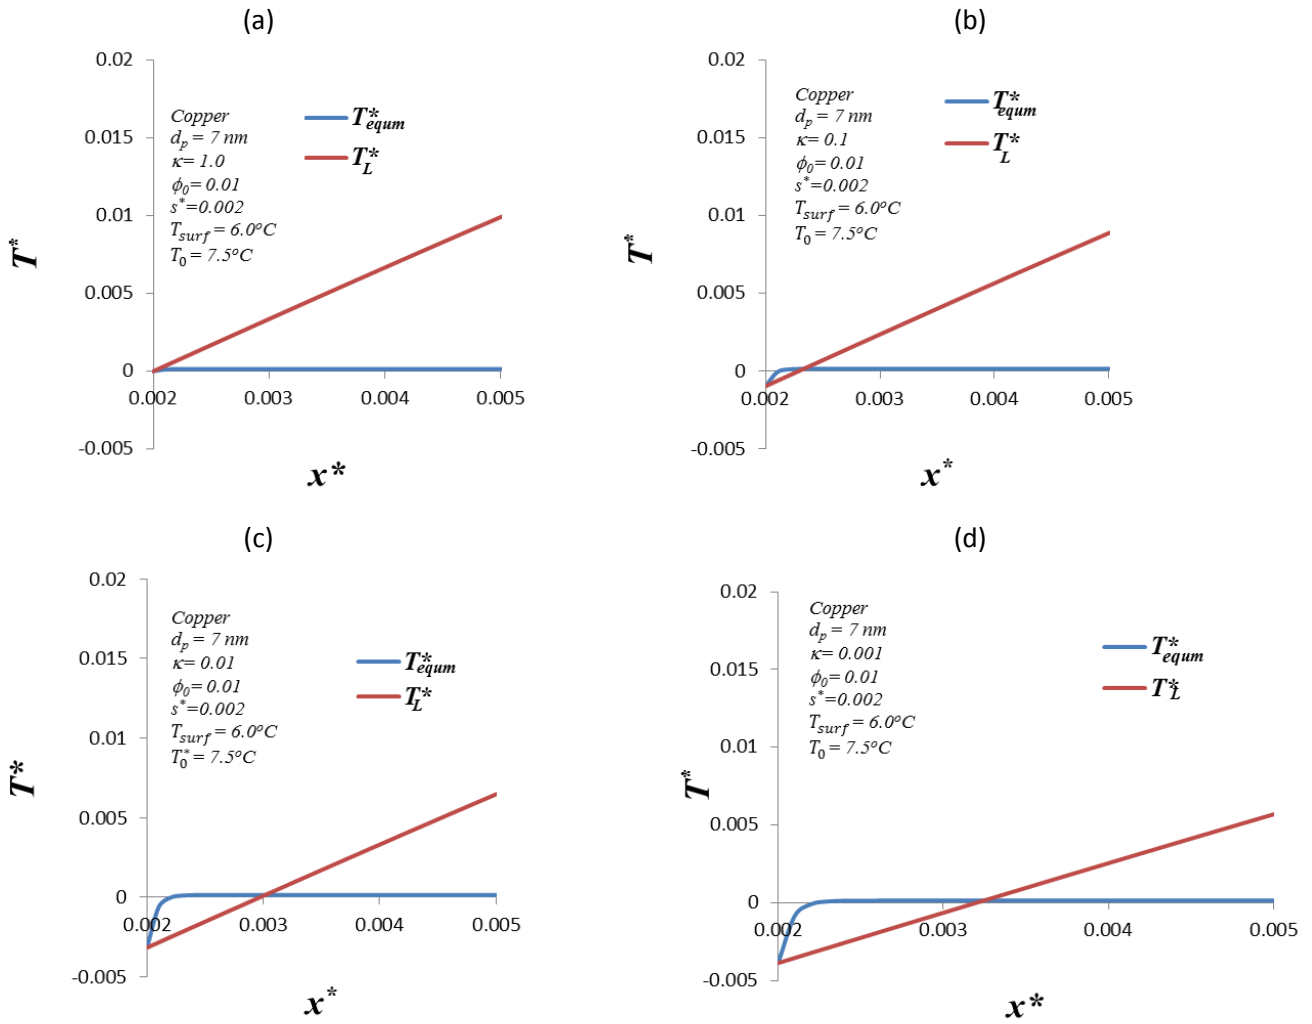 (a)
T*
0.02
0.015
0.01
0.005
0
-0.005
Copper
d_p = 7 nm
κ= 1.0
ϕ_0= 0.01
s*=0.002
T_surf = 6.0°C
T_0 = 7.5°C
T*_equm
T*_L
0.002 0.003 0.004 0.005
x*
(b)
T*
0.02
0.015
0.01
0.005
0
-0.005
Copper
d_p = 7 nm
κ = 0.1
ϕ_0= 0.01
s*=0.002
T_surf = 6.0°C
T_0 = 7.5°C
T*_equm
T*_L
0.002 0.003 0.004 0.005
x*
(c)
T*
0.02
0.015
0.01
0.005
0
-0.005
Copper
d_p = 7 nm
κ= 0.01
ϕ_0= 0.01
s*=0.002
T_surf = 6.0°C
T*_0 = 7.5°C
T*_equm
T*_L
0.002 0.003 0.004 0.005
x*
(d)
T*
0.02
0.015
0.01
0.005
0
-0.005
Copper
d_p = 7 nm
κ= 0.001
ϕ_0= 0.01
s*=0.002
T_surf = 6.0°C
T_0 = 7.5°C
T*_equm
T*_L
0.002 0.003 0.004 0.005
x*